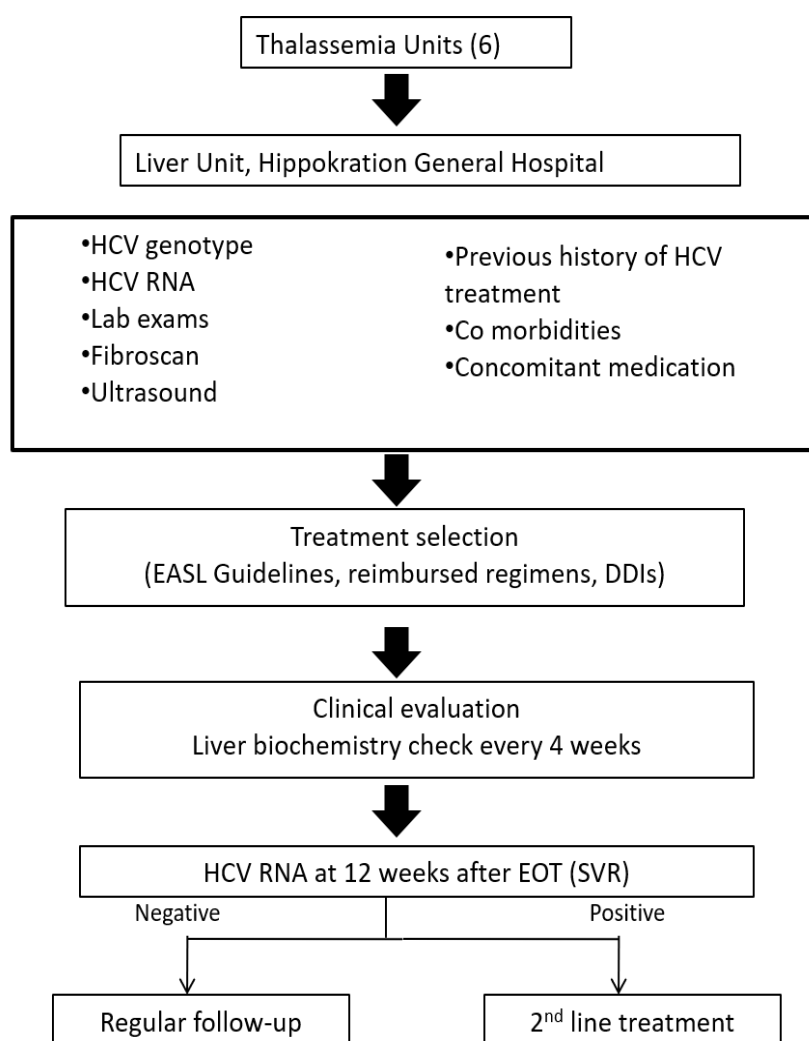 Thalassemia Units (6)
Liver Unit, Hippokration General Hospital
•HCV genotype
•HCV RNA
•Lab exams
•Fibroscan
•Ultrasound
•Previous history of HCV
treatment
•Co morbidities
•Concomitant medication
Treatment selection
(EASL Guidelines, reimbursed regimens, DDIs)
Clinical evaluation
Liver biochemistry check every 4 weeks
HCV RNA at 12 weeks after EOT (SVR)
Negative
Positive
Regular follow-up
2nd line treatment